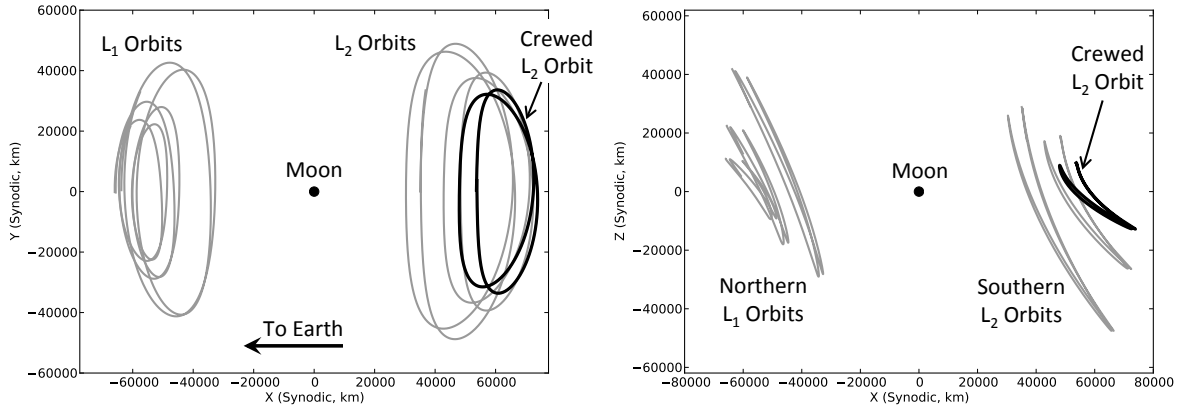 L1 Orbits
L2 Orbits
Crewed
L2 Orbit
Moon
To Earth
Y (Synodic, km)
60000
40000
20000
0
−20000
−40000
−60000
−60000 −40000 −20000 0 20000 40000 60000
X (Synodic, km)
Crewed
L2 Orbit
Moon
Northern
L1 Orbits
Southern
L2 Orbits
Z (Synodic, km)
60000
40000
20000
0
−20000
−40000
−60000
−80000 −60000 −40000 −20000 0 20000 40000 60000 80000
X (Synodic, km)